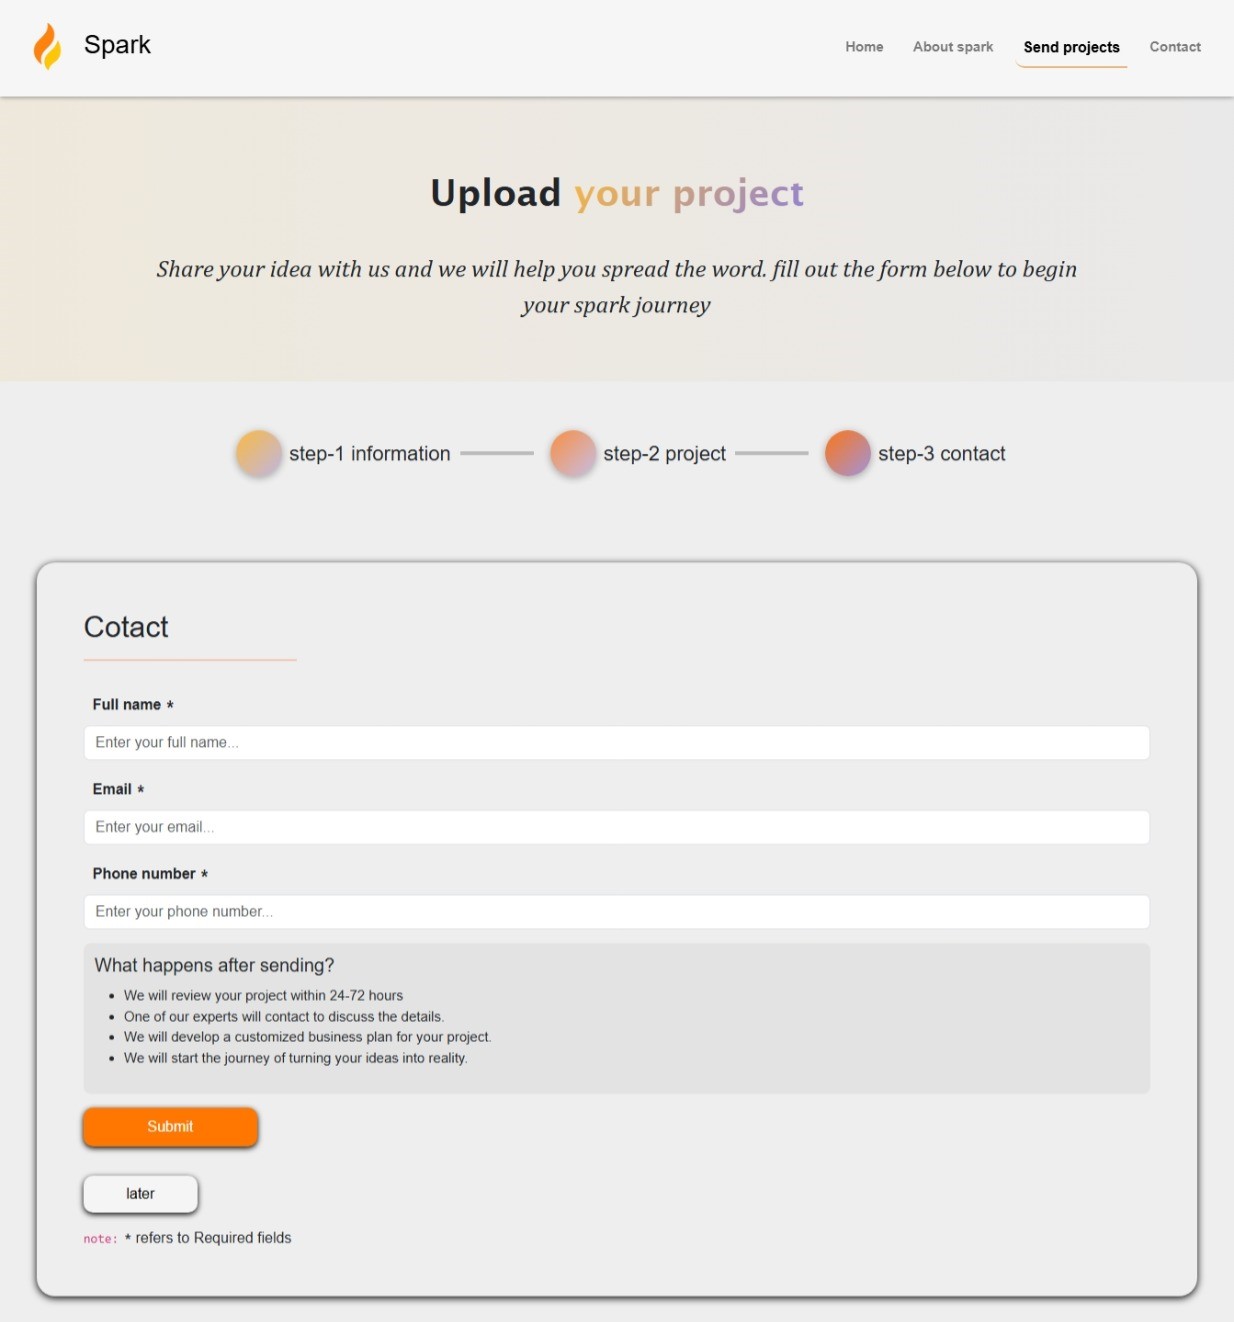 Spark
Home
About spark
Send projects
Contact
Upload your project
Share your idea with us and we will help you spread the word. fill out the form below to begin
your spark journey
step-1 information
step-2 project
step-3 contact
Cotact
Full name *
Enter your full name...
Email *
Enter your email...
Phone number *
Enter your phone number...
What happens after sending?
• We will review your project within 24-72 hours
• One of our experts will contact to discuss the details.
• We will develop a customized business plan for your project.
• We will start the journey of turning your ideas into reality.
Submit
later
note: * refers to Required fields